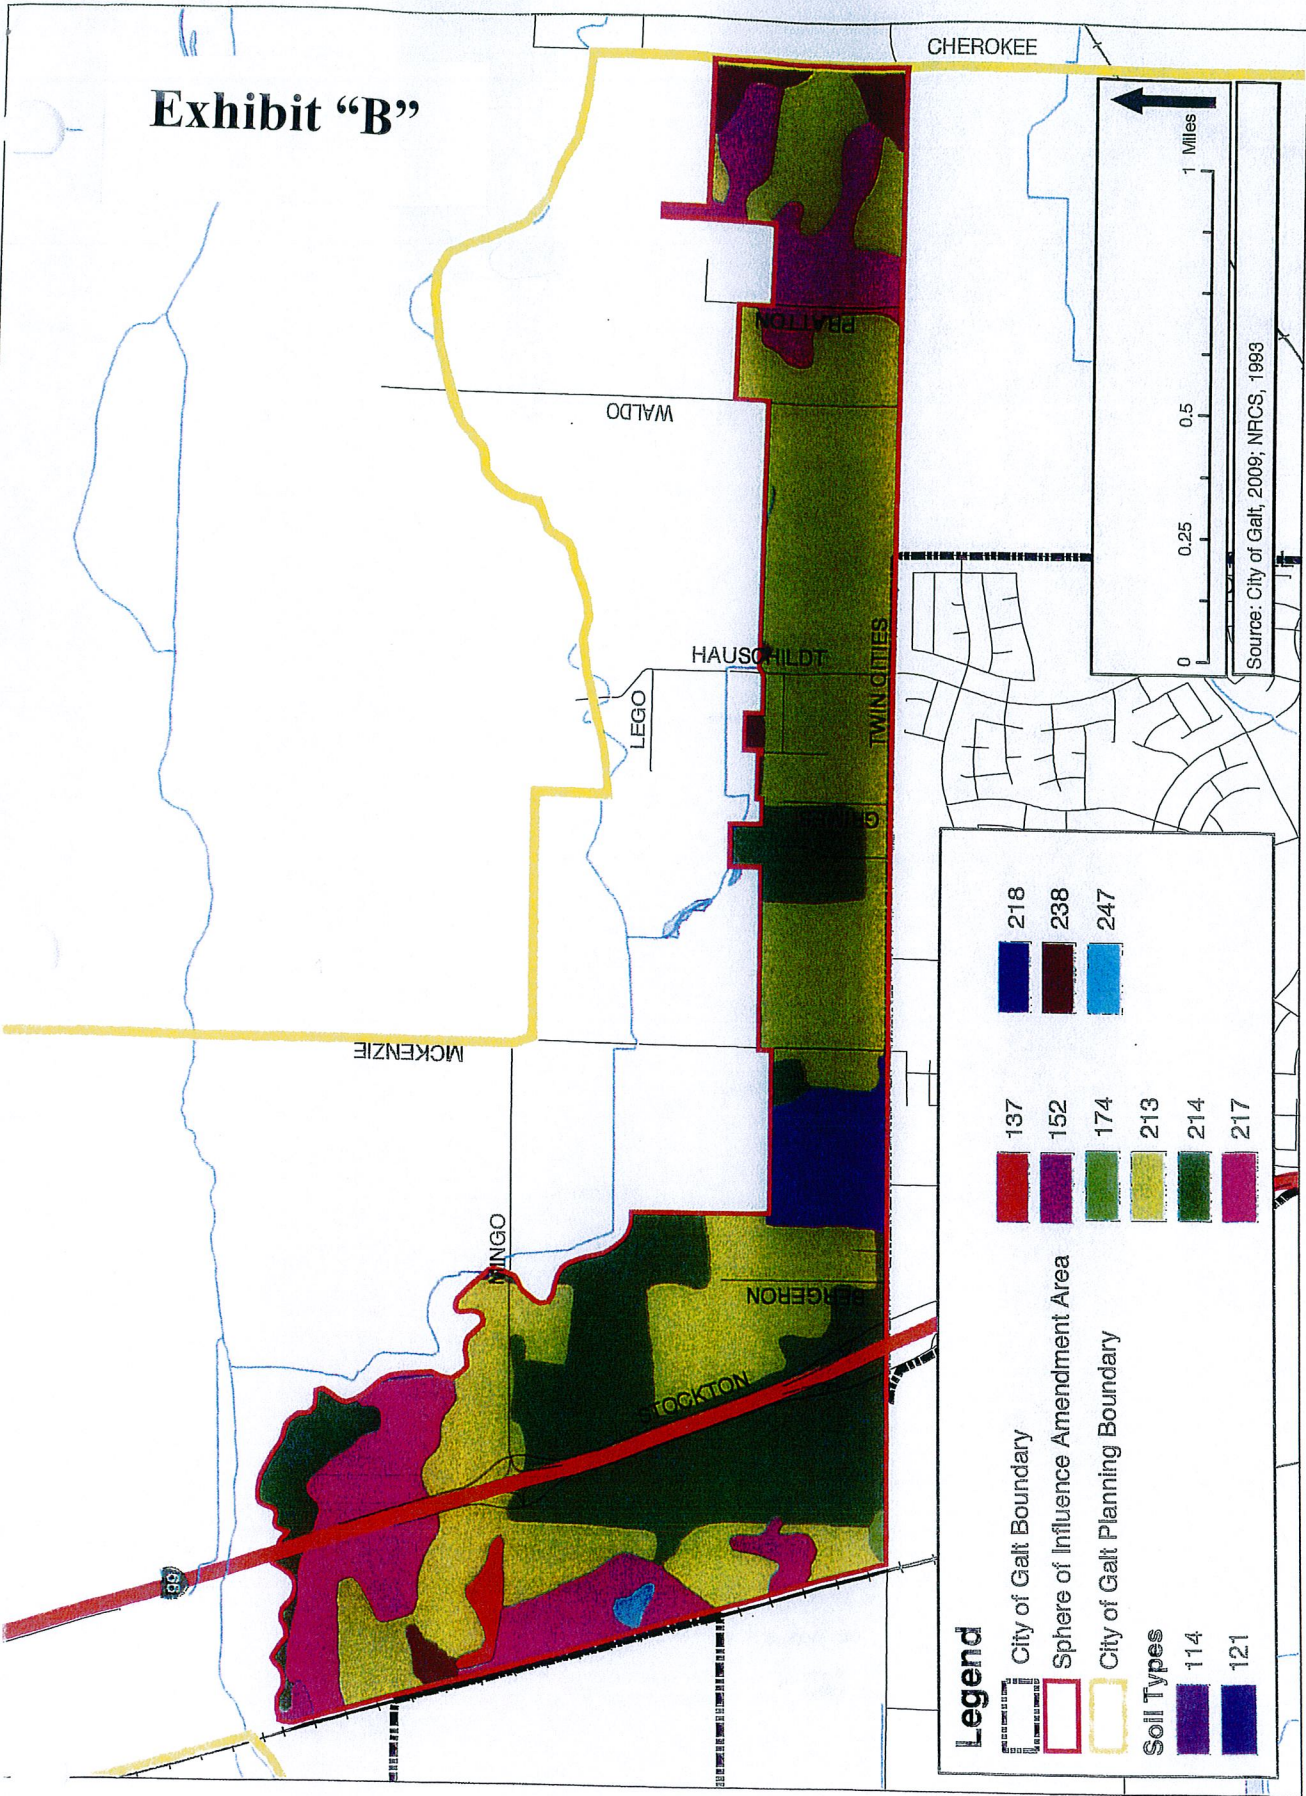 Exhibit “B”
CHEROKEE
PRATTON
WALDO
HAUSCHILDT
LEGO
TWIN CITIES
GRIMES
MCKENZIE
MINGO
BERGERON
STOCKTON
99
1 Miles
0.5
0.25
0
Source: City of Galt, 2009; NRCS, 1993
Legend
City of Galt Boundary
Sphere of Influence Amendment Area
City of Galt Planning Boundary
Soil Types
114
121
137
152
174
213
214
217
218
238
247